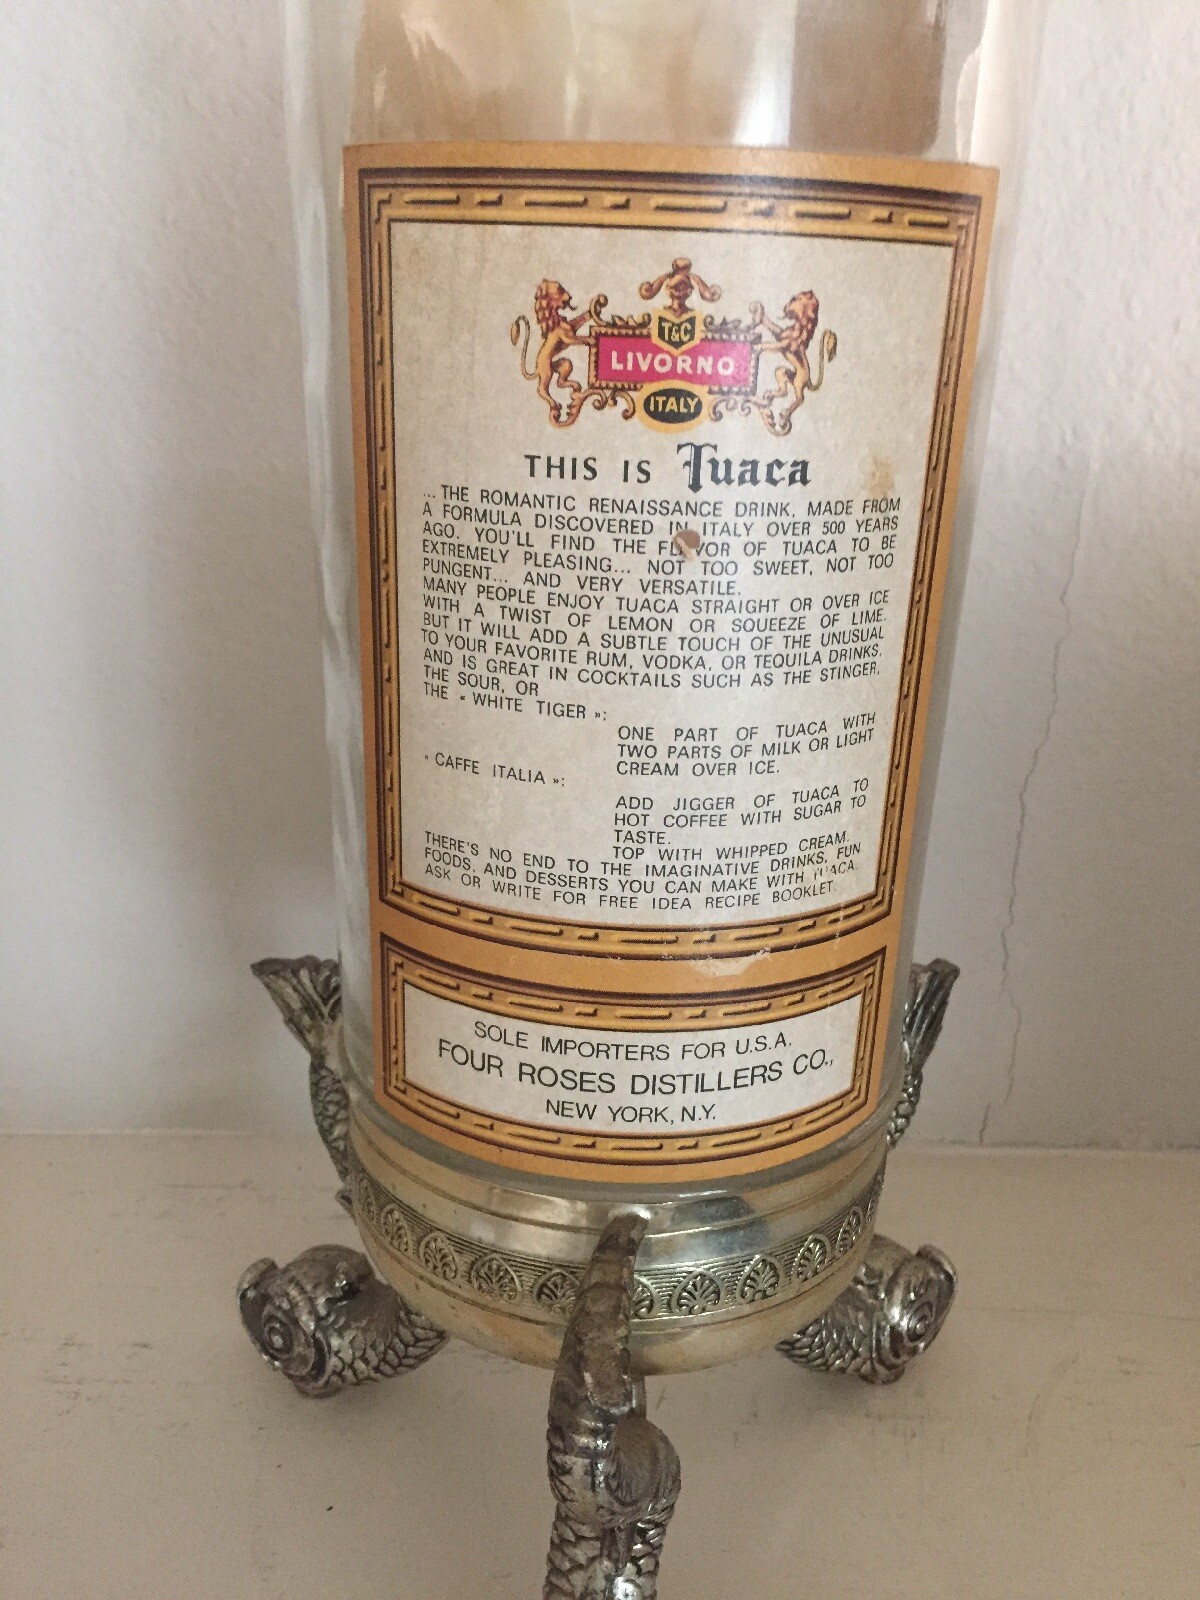 T&C
LIVORNO
ITALY
THIS IS Tuaca
... THE ROMANTIC RENAISSANCE DRINK, MADE FROM
A FORMULA DISCOVERED IN ITALY OVER 500 YEARS
AGO. YOU'LL FIND THE FLAVOR OF TUACA TO BE
EXTREMELY PLEASING... NOT TOO SWEET, NOT TOO
PUNGENT... AND VERY VERSATILE.
MANY PEOPLE ENJOY TUACA STRAIGHT OR OVER ICE
WITH A TWIST OF LEMON OR SQUEEZE OF LIME.
BUT IT WILL ADD A SUBTLE TOUCH OF THE UNUSUAL
TO YOUR FAVORITE RUM, VODKA, OR TEQUILA DRINKS.
AND IS GREAT IN COCKTAILS SUCH AS THE STINGER,
THE SOUR, OR
THE « WHITE TIGER »:
ONE PART OF TUACA WITH
TWO PARTS OF MILK OR LIGHT
CREAM OVER ICE.
« CAFFE ITALIA »:
ADD JIGGER OF TUACA TO
HOT COFFEE WITH SUGAR TO
TASTE.
TOP WITH WHIPPED CREAM.
THERE'S NO END TO THE IMAGINATIVE DRINKS, FUN
FOODS, AND DESSERTS YOU CAN MAKE WITH TUACA.
ASK OR WRITE FOR FREE IDEA RECIPE BOOKLET.
SOLE IMPORTERS FOR U.S.A.
FOUR ROSES DISTILLERS CO.,
NEW YORK, N.Y.